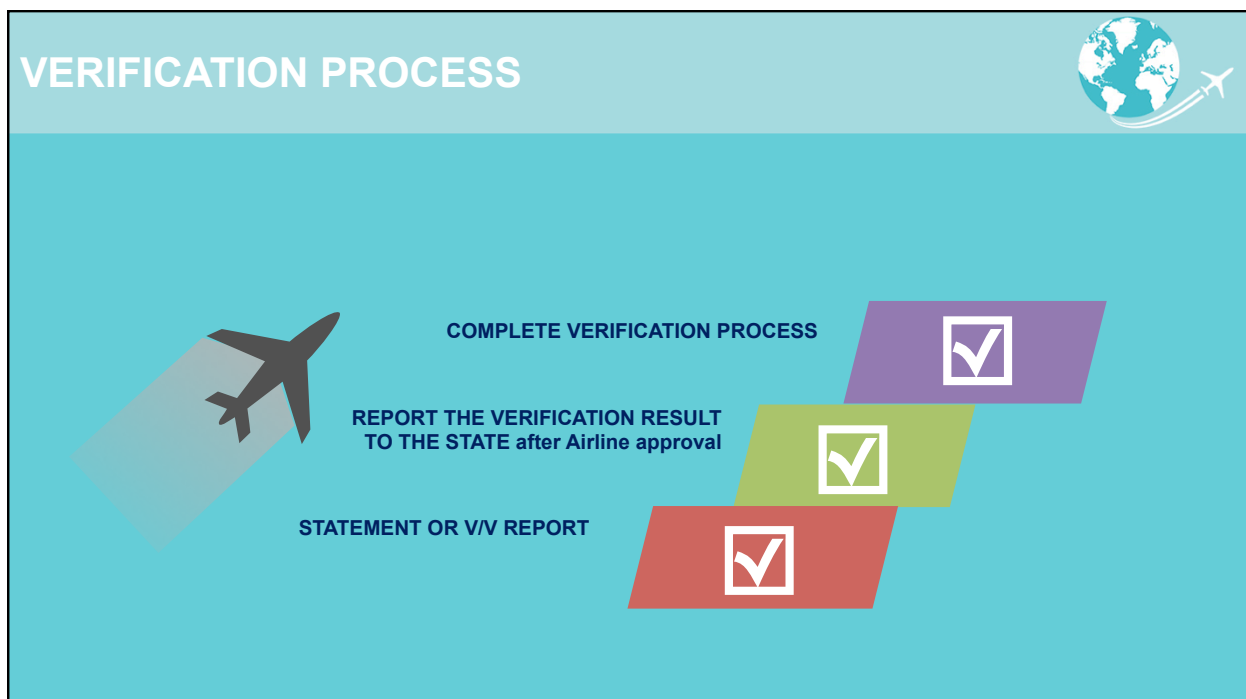 VERIFICATION PROCESS
COMPLETE VERIFICATION PROCESS
REPORT THE VERIFICATION RESULT
TO THE STATE after Airline approval
STATEMENT OR V/V REPORT